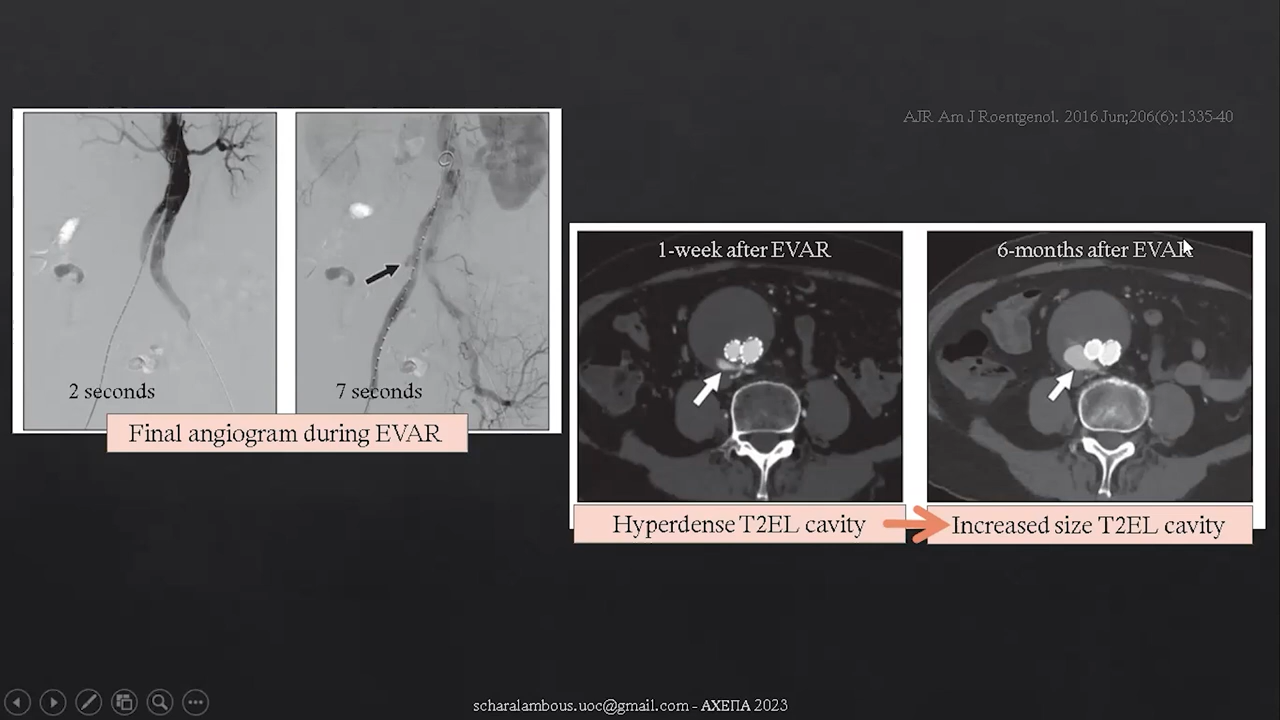 AJR Am J Roentgenol. 2016 Jun;206(6):1335-40
2 seconds
7 seconds
Final angiogram during EVAR
1-week after EVAR
6-months after EVAR
Hyperdense T2EL cavity
Increased size T2EL cavity
scharalambous.uoc@gmail.com - ΑΧΕΠΑ 2023